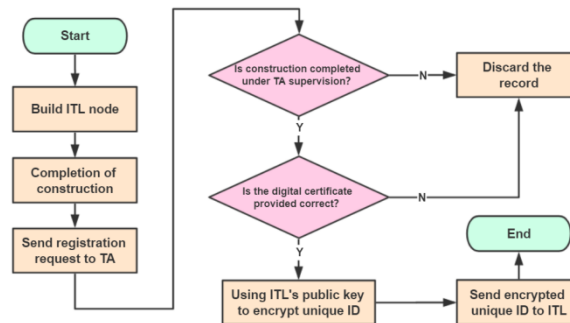 Start
Build ITL node
Completion of
construction
Send registration
request to TA
Is construction completed
under TA supervision?
N
Discard the
record
Y
Is the digital certificate
provided correct?
N
Y
Using ITL's public key
to encrypt unique ID
Send encrypted
unique ID to ITL
End